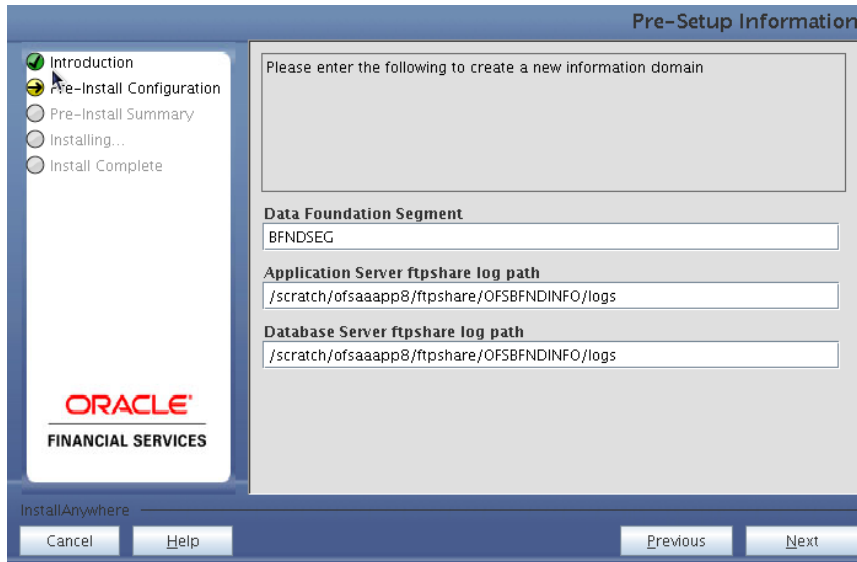 Pre-Setup Information
Introduction
Pre-Install Configuration
Pre-Install Summary
Installing...
Install Complete
Please enter the following to create a new information domain
Data Foundation Segment
BFNDSEG
Application Server ftpshare log path
/scratch/ofsaaapp8/ftpshare/OFSBFNDINFO/logs
Database Server ftpshare log path
/scratch/ofsaaapp8/ftpshare/OFSBFNDINFO/logs
ORACLE
FINANCIAL SERVICES
InstallAnywhere
Cancel Help Previous Next